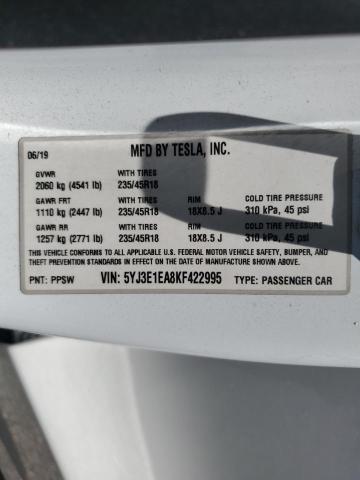 06/19 MFD BY TESLA, INC.
GVWR WITH TIRES
2060 kg (4541 lb) 235/45R18
GAWR FRT WITH TIRES RIM COLD TIRE PRESSURE
1110 kg (2447 lb) 235/45R18 18X8.5 J 310 kPa, 45 psi
GAWR RR WITH TIRES RIM COLD TIRE PRESSURE
1257 kg (2771 lb) 235/45R18 18X8.5 J 310 kPa, 45 psi
THIS VEHICLE CONFORMS TO ALL APPLICABLE U.S. FEDERAL MOTOR VEHICLE SAFETY, BUMPER, AND
THEFT PREVENTION STANDARDS IN EFFECT ON THE DATE OF MANUFACTURE SHOWN ABOVE.
PNT: PPSW VIN: 5YJ3E1EA8KF422995 TYPE: PASSENGER CAR